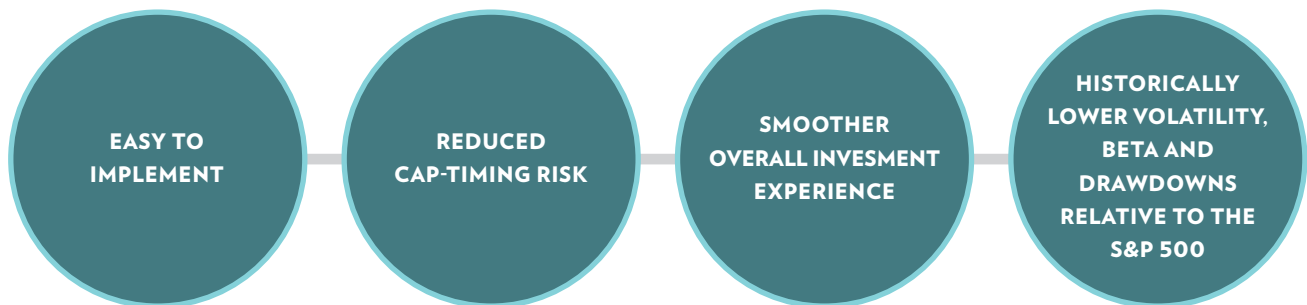 EASY TO
IMPLEMENT
REDUCED
CAP-TIMING RISK
SMOOTHER
OVERALL INVESMENT
EXPERIENCE
HISTORICALLY
LOWER VOLATILITY,
BETA AND
DRAWDOWNS
RELATIVE TO THE
S&P 500